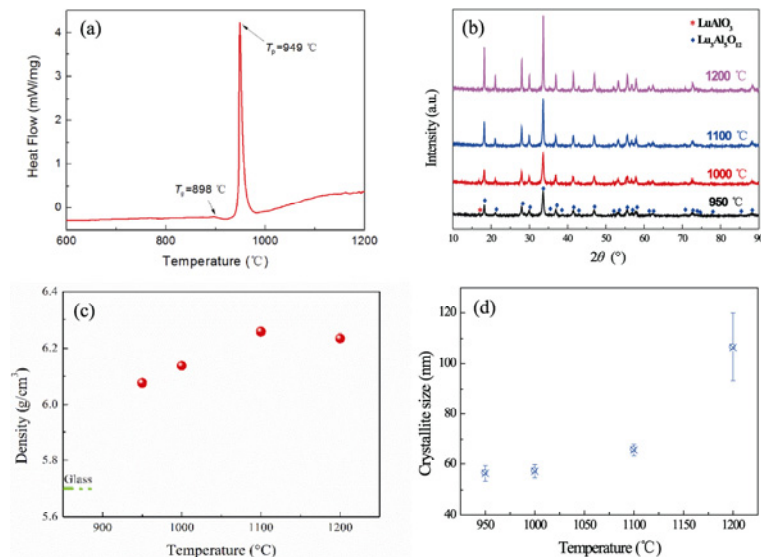 (a)
Tp=949 ℃
Tg=898 ℃
4
3
2
1
0
Heat Flow (mW/mg)
600 800 1000 1200
Temperature (℃)
(b)
LuAlO3
Lu3Al5O12
1200 ℃
1100 ℃
1000 ℃
950 ℃
Intensity (a.u.)
10 20 30 40 50 60 70 80 90
2θ (°)
(c)
6.4
6.2
6.0
5.8
5.6
Density (g/cm3)
Glass
900 1000 1100 1200
Temperature (°C)
(d)
120
100
80
60
40
Crystallite size (nm)
950 1000 1050 1100 1150 1200
Temperature (℃)